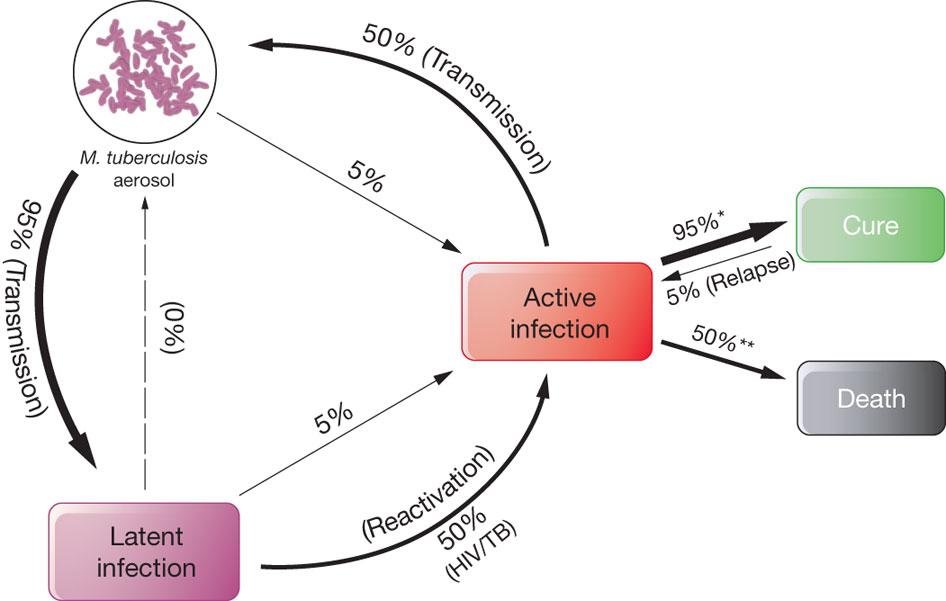 50% (Transmission)
M. tuberculosis
aerosol
5%
95% (Transmission)
(0%)
95%*
Cure
5% (Relapse)
Active
infection
50%**
Death
5%
(Reactivation)
50%
(HIV/TB)
Latent
infection